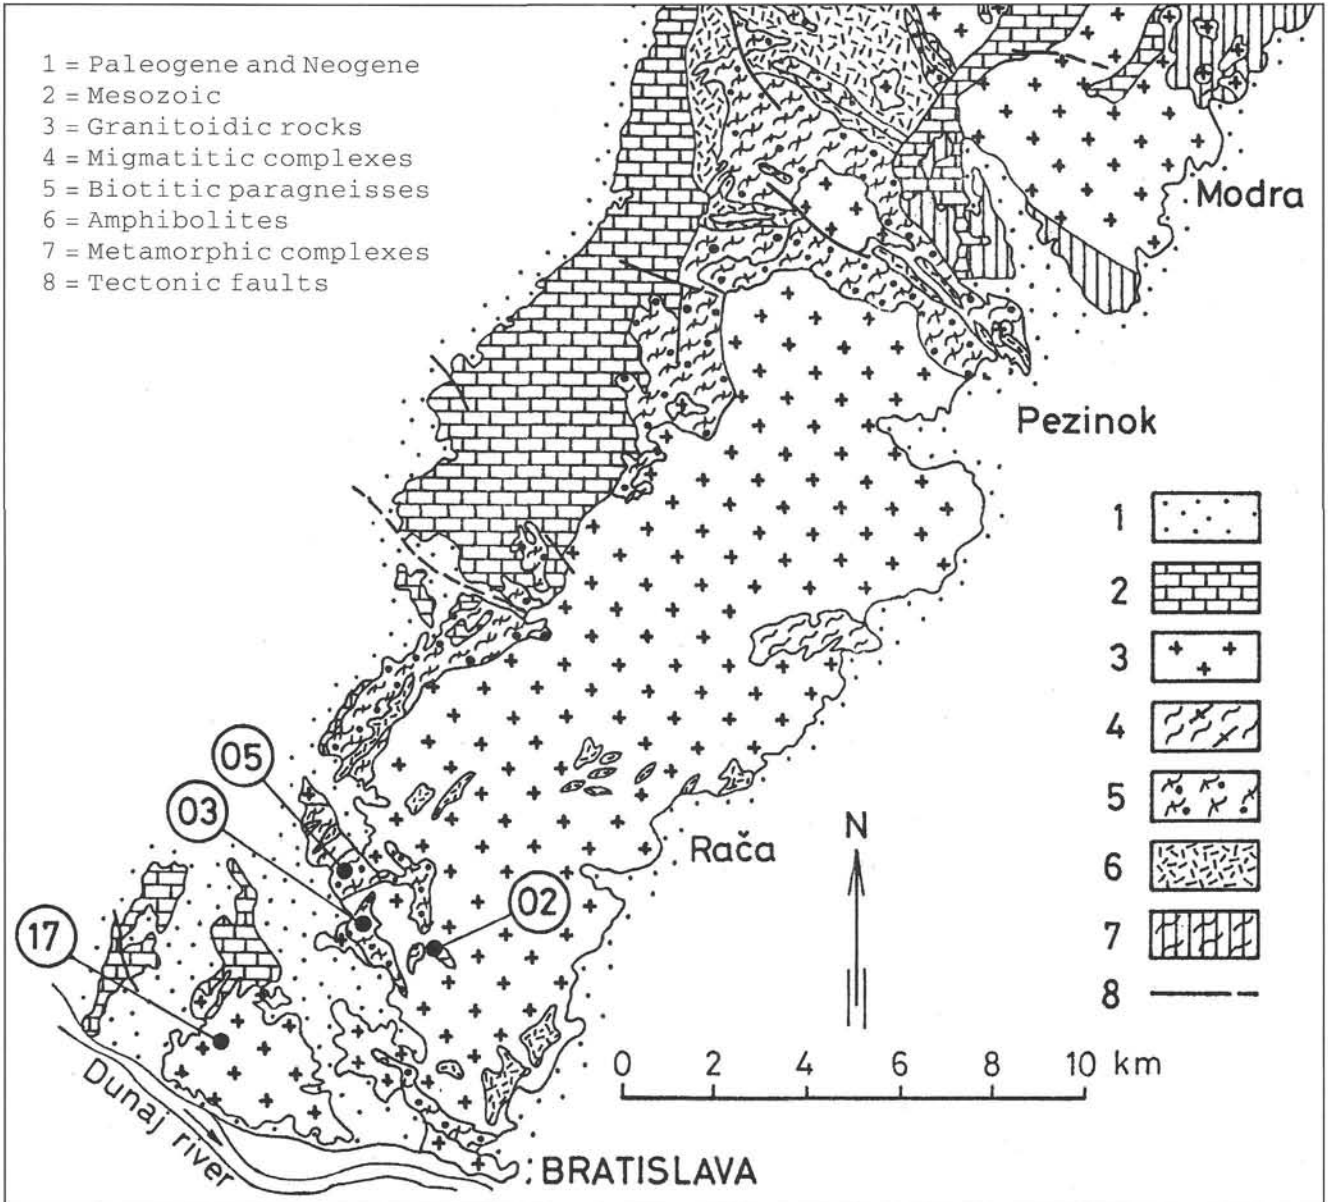 1 = Paleogene and Neogene
2 = Mesozoic
3 = Granitoidic rocks
4 = Migmatitic complexes
5 = Biotitic paragneisses
6 = Amphibolites
7 = Metamorphic complexes
8 = Tectonic faults
Modra
Pezinok
1
2
3
4
5
6
7
8
05
03
02
17
Rača
N
0 2 4 6 8 10 km
Dunaj river
BRATISLAVA